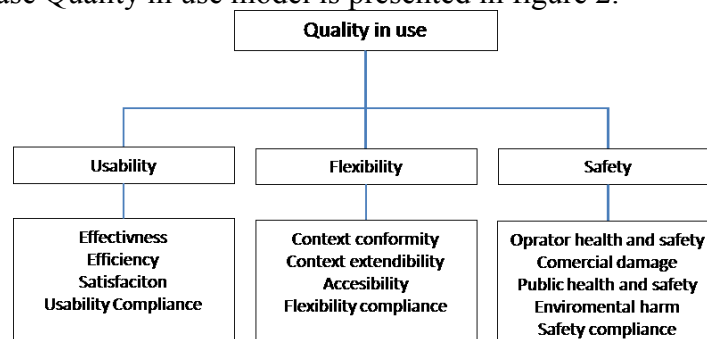 ase Quality in use model is presented in figure 2.
Quality in use
Usability
Flexibility
Safety
Effectivness
Efficiency
Satisfaciton
Usability Compliance
Context conformity
Context extendibility
Accesibility
Flexibility compliance
Oprator health and safety
Comercial damage
Public health and safety
Enviromental harm
Safety compliance